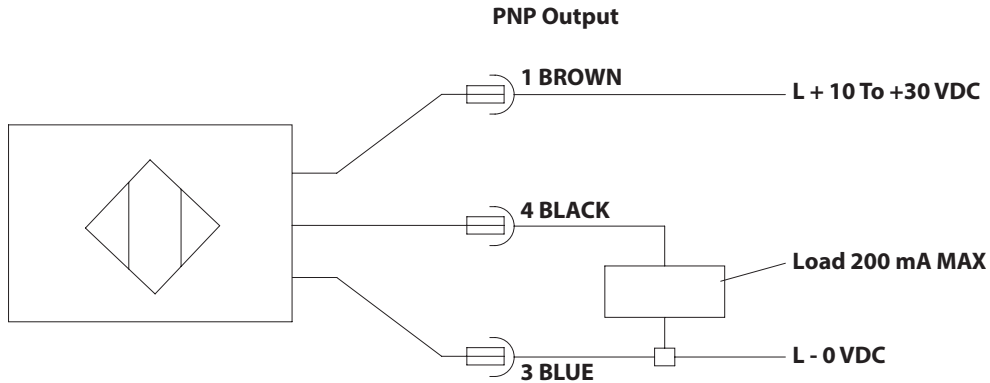 PNP Output
1 BROWN
L + 10 To +30 VDC
4 BLACK
Load 200 mA MAX
L - 0 VDC
3 BLUE